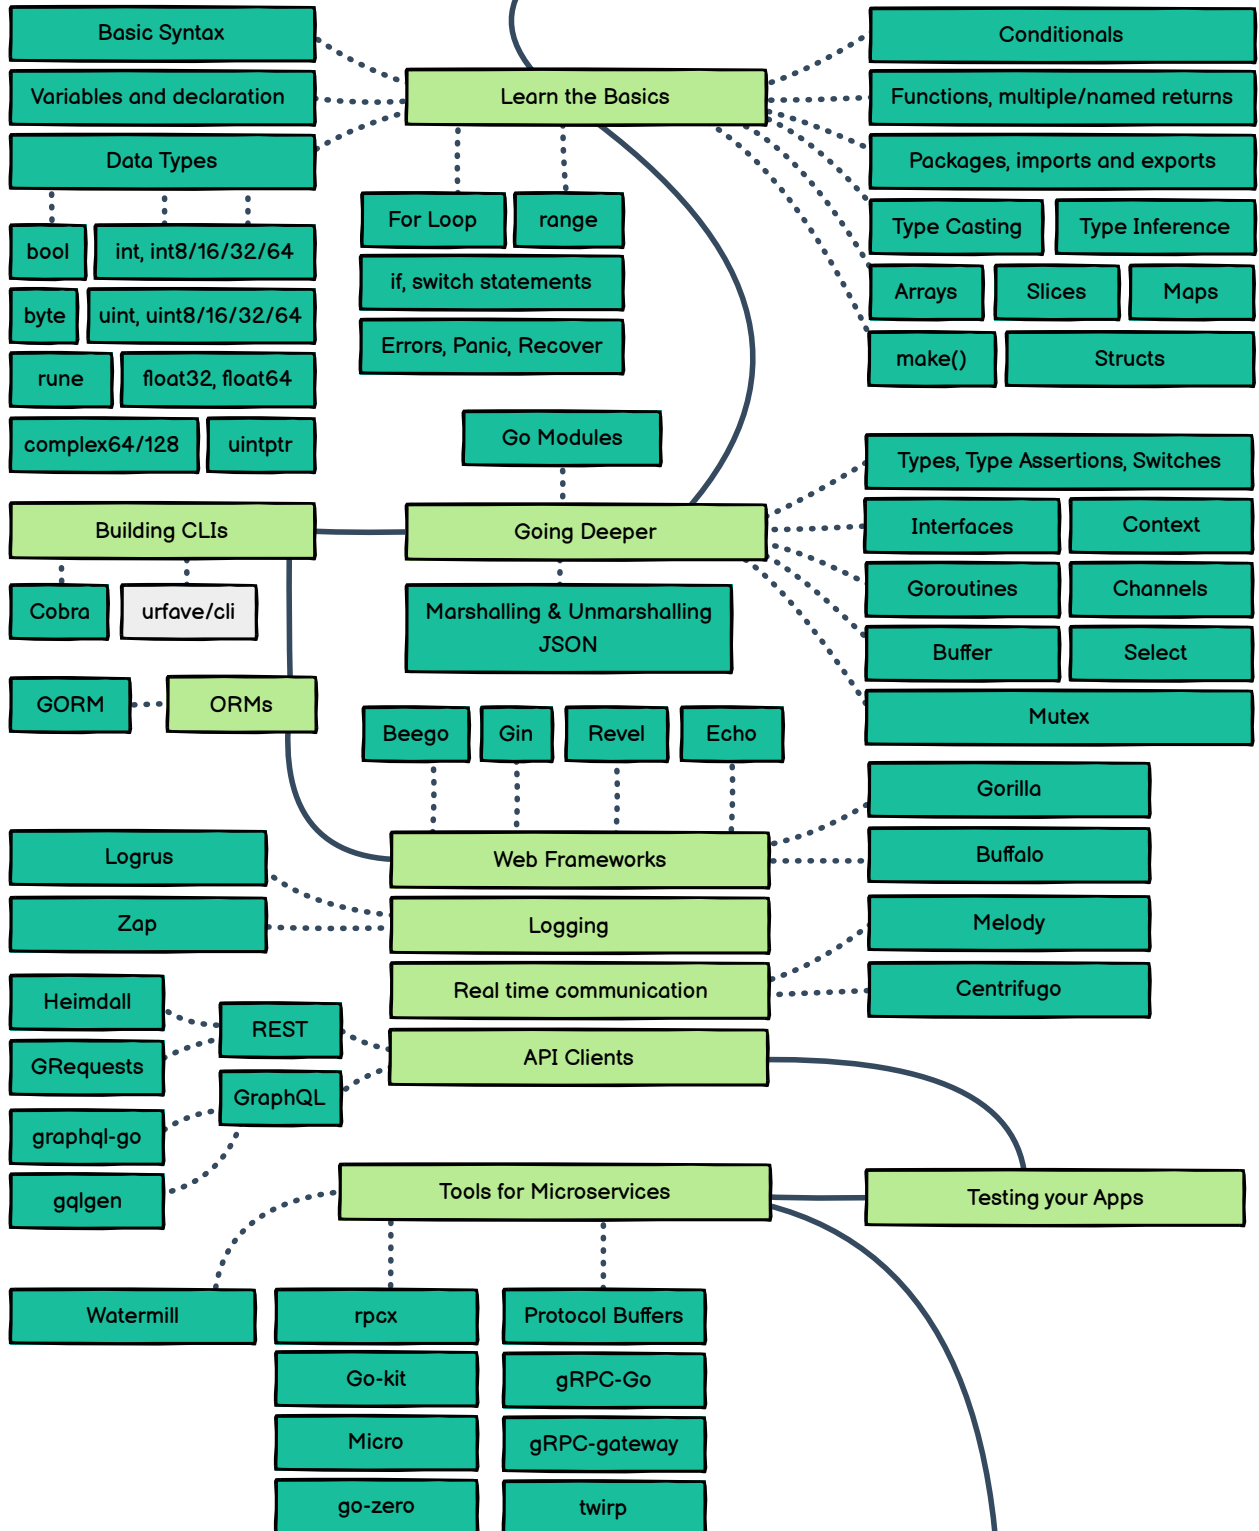 Basic Syntax
Variables and declaration
Data Types
bool
int, int8/16/32/64
byte
uint, uint8/16/32/64
rune
float32, float64
complex64/128
uintptr
Learn the Basics
For Loop
range
if, switch statements
Errors, Panic, Recover
Conditionals
Functions, multiple/named returns
Packages, imports and exports
Type Casting
Type Inference
Arrays
Slices
Maps
make()
Structs
Go Modules
Going Deeper
Marshalling & Unmarshalling
JSON
Types, Type Assertions, Switches
Interfaces
Context
Goroutines
Channels
Buffer
Select
Mutex
Building CLIs
Cobra
urfave/cli
GORM
ORMs
Beego
Gin
Revel
Echo
Web Frameworks
Gorilla
Buffalo
Logrus
Zap
Logging
Real time communication
Melody
Centrifugo
Heimdall
GRequests
REST
API Clients
GraphQL
graphql-go
gqlgen
Tools for Microservices
Testing your Apps
Watermill
rpcx
Go-kit
Micro
go-zero
Protocol Buffers
gRPC-Go
gRPC-gateway
twirp